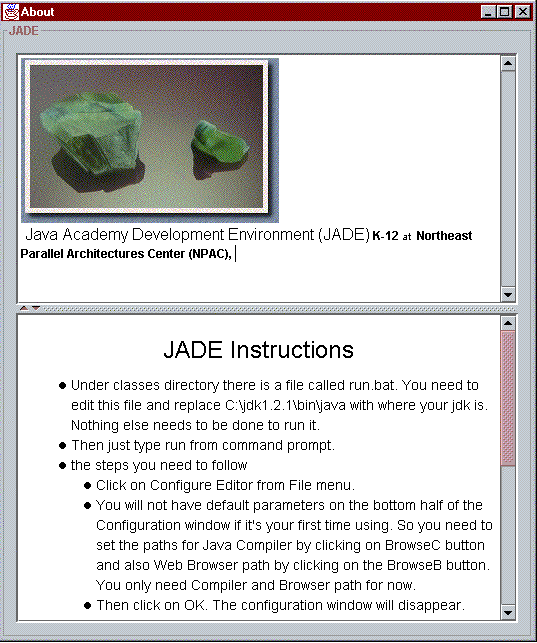 About
JADE
Java Academy Development Environment (JADE) K-12 at Northeast
Parallel Architectures Center (NPAC),
JADE Instructions
Under classes directory there is a file called run.bat. You need to
edit this file and replace C:\jdk1.2.1\bin\java with where your jdk is.
Nothing else needs to be done to run it.
Then just type run from command prompt.
the steps you need to follow
Click on Configure Editor from File menu.
You will not have default parameters on the bottom half of the
Configuration window if it's your first time using. So you need to
set the paths for Java Compiler by clicking on BrowseC button
and also Web Browser path by clicking on the BrowseB button.
You only need Compiler and Browser path for now.
Then click on OK. The configuration window will disappear.